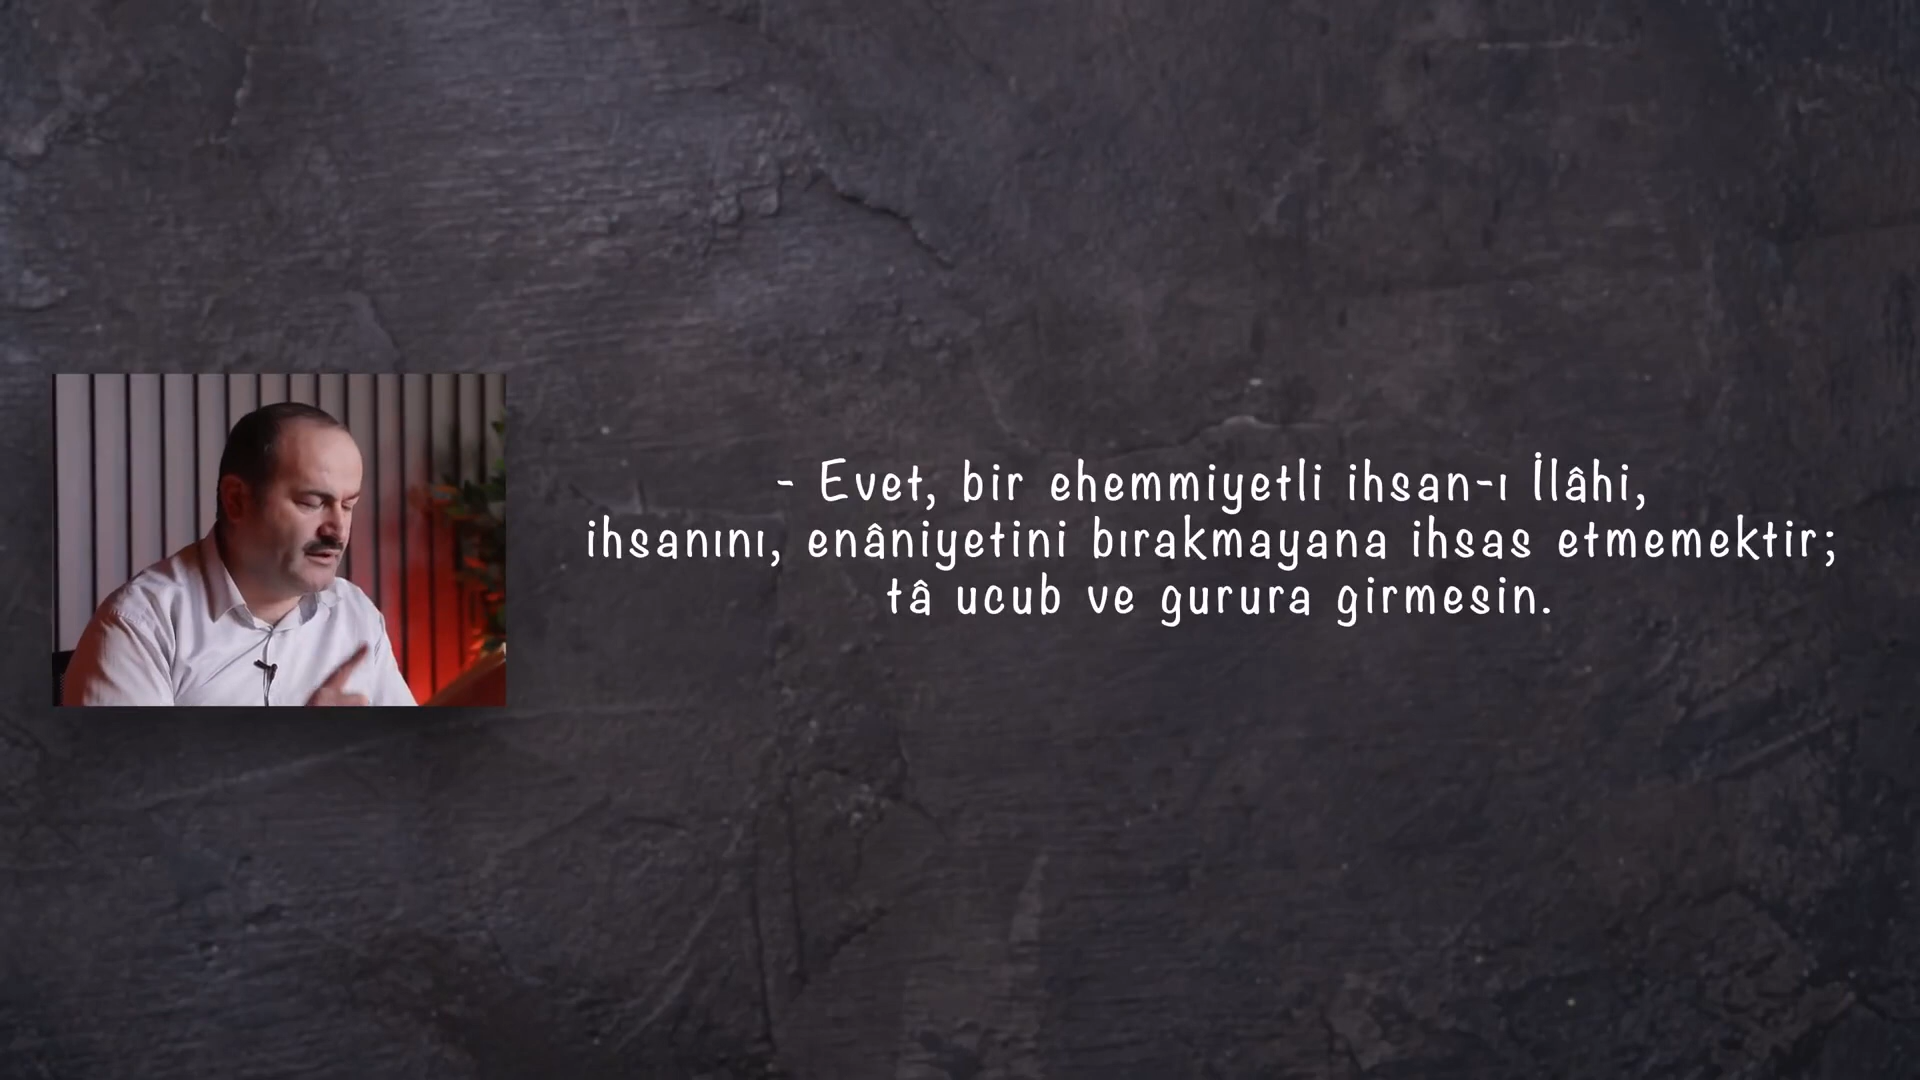 - Evet, bir ehemmiyetli ihsan-ı İlâhi,
ihsanını, enâniyetini bırakmayana ihsas etmemektir;
tâ ucub ve gurura girmesin.